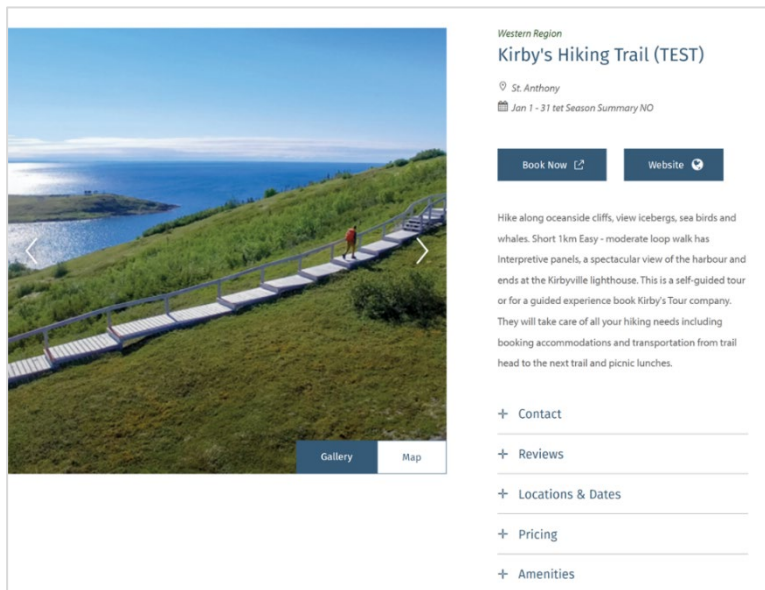 Western Region
Kirby's Hiking Trail (TEST)
St. Anthony
Jan 1 - 31 tet Season Summary NO
Book Now
Website
Hike along oceanside cliffs, view icebergs, sea birds and
whales. Short 1km Easy - moderate loop walk has
Interpretive panels, a spectacular view of the harbour and
ends at the Kirbyville lighthouse. This is a self-guided tour
or for a guided experience book Kirby's Tour company.
They will take care of all your hiking needs including
booking accommodations and transportation from trail
head to the next trail and picnic lunches.
Gallery
Map
+ Contact
+ Reviews
+ Locations & Dates
+ Pricing
+ Amenities